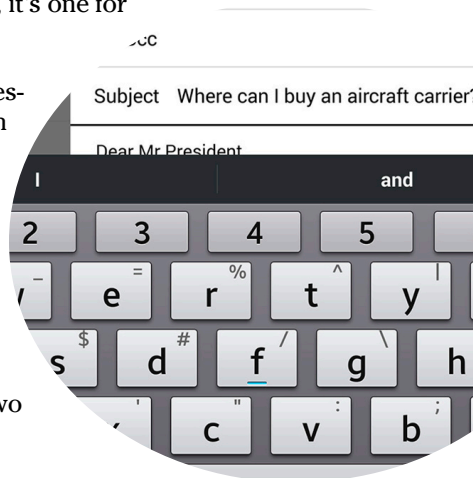 it's one for
Subject Where can I buy an aircraft carrier?
Dear Mr President
I and
2 3 4 5
_ = % ^ |
e r t y
$ # / \
s d f g h
' " : ;
c v b